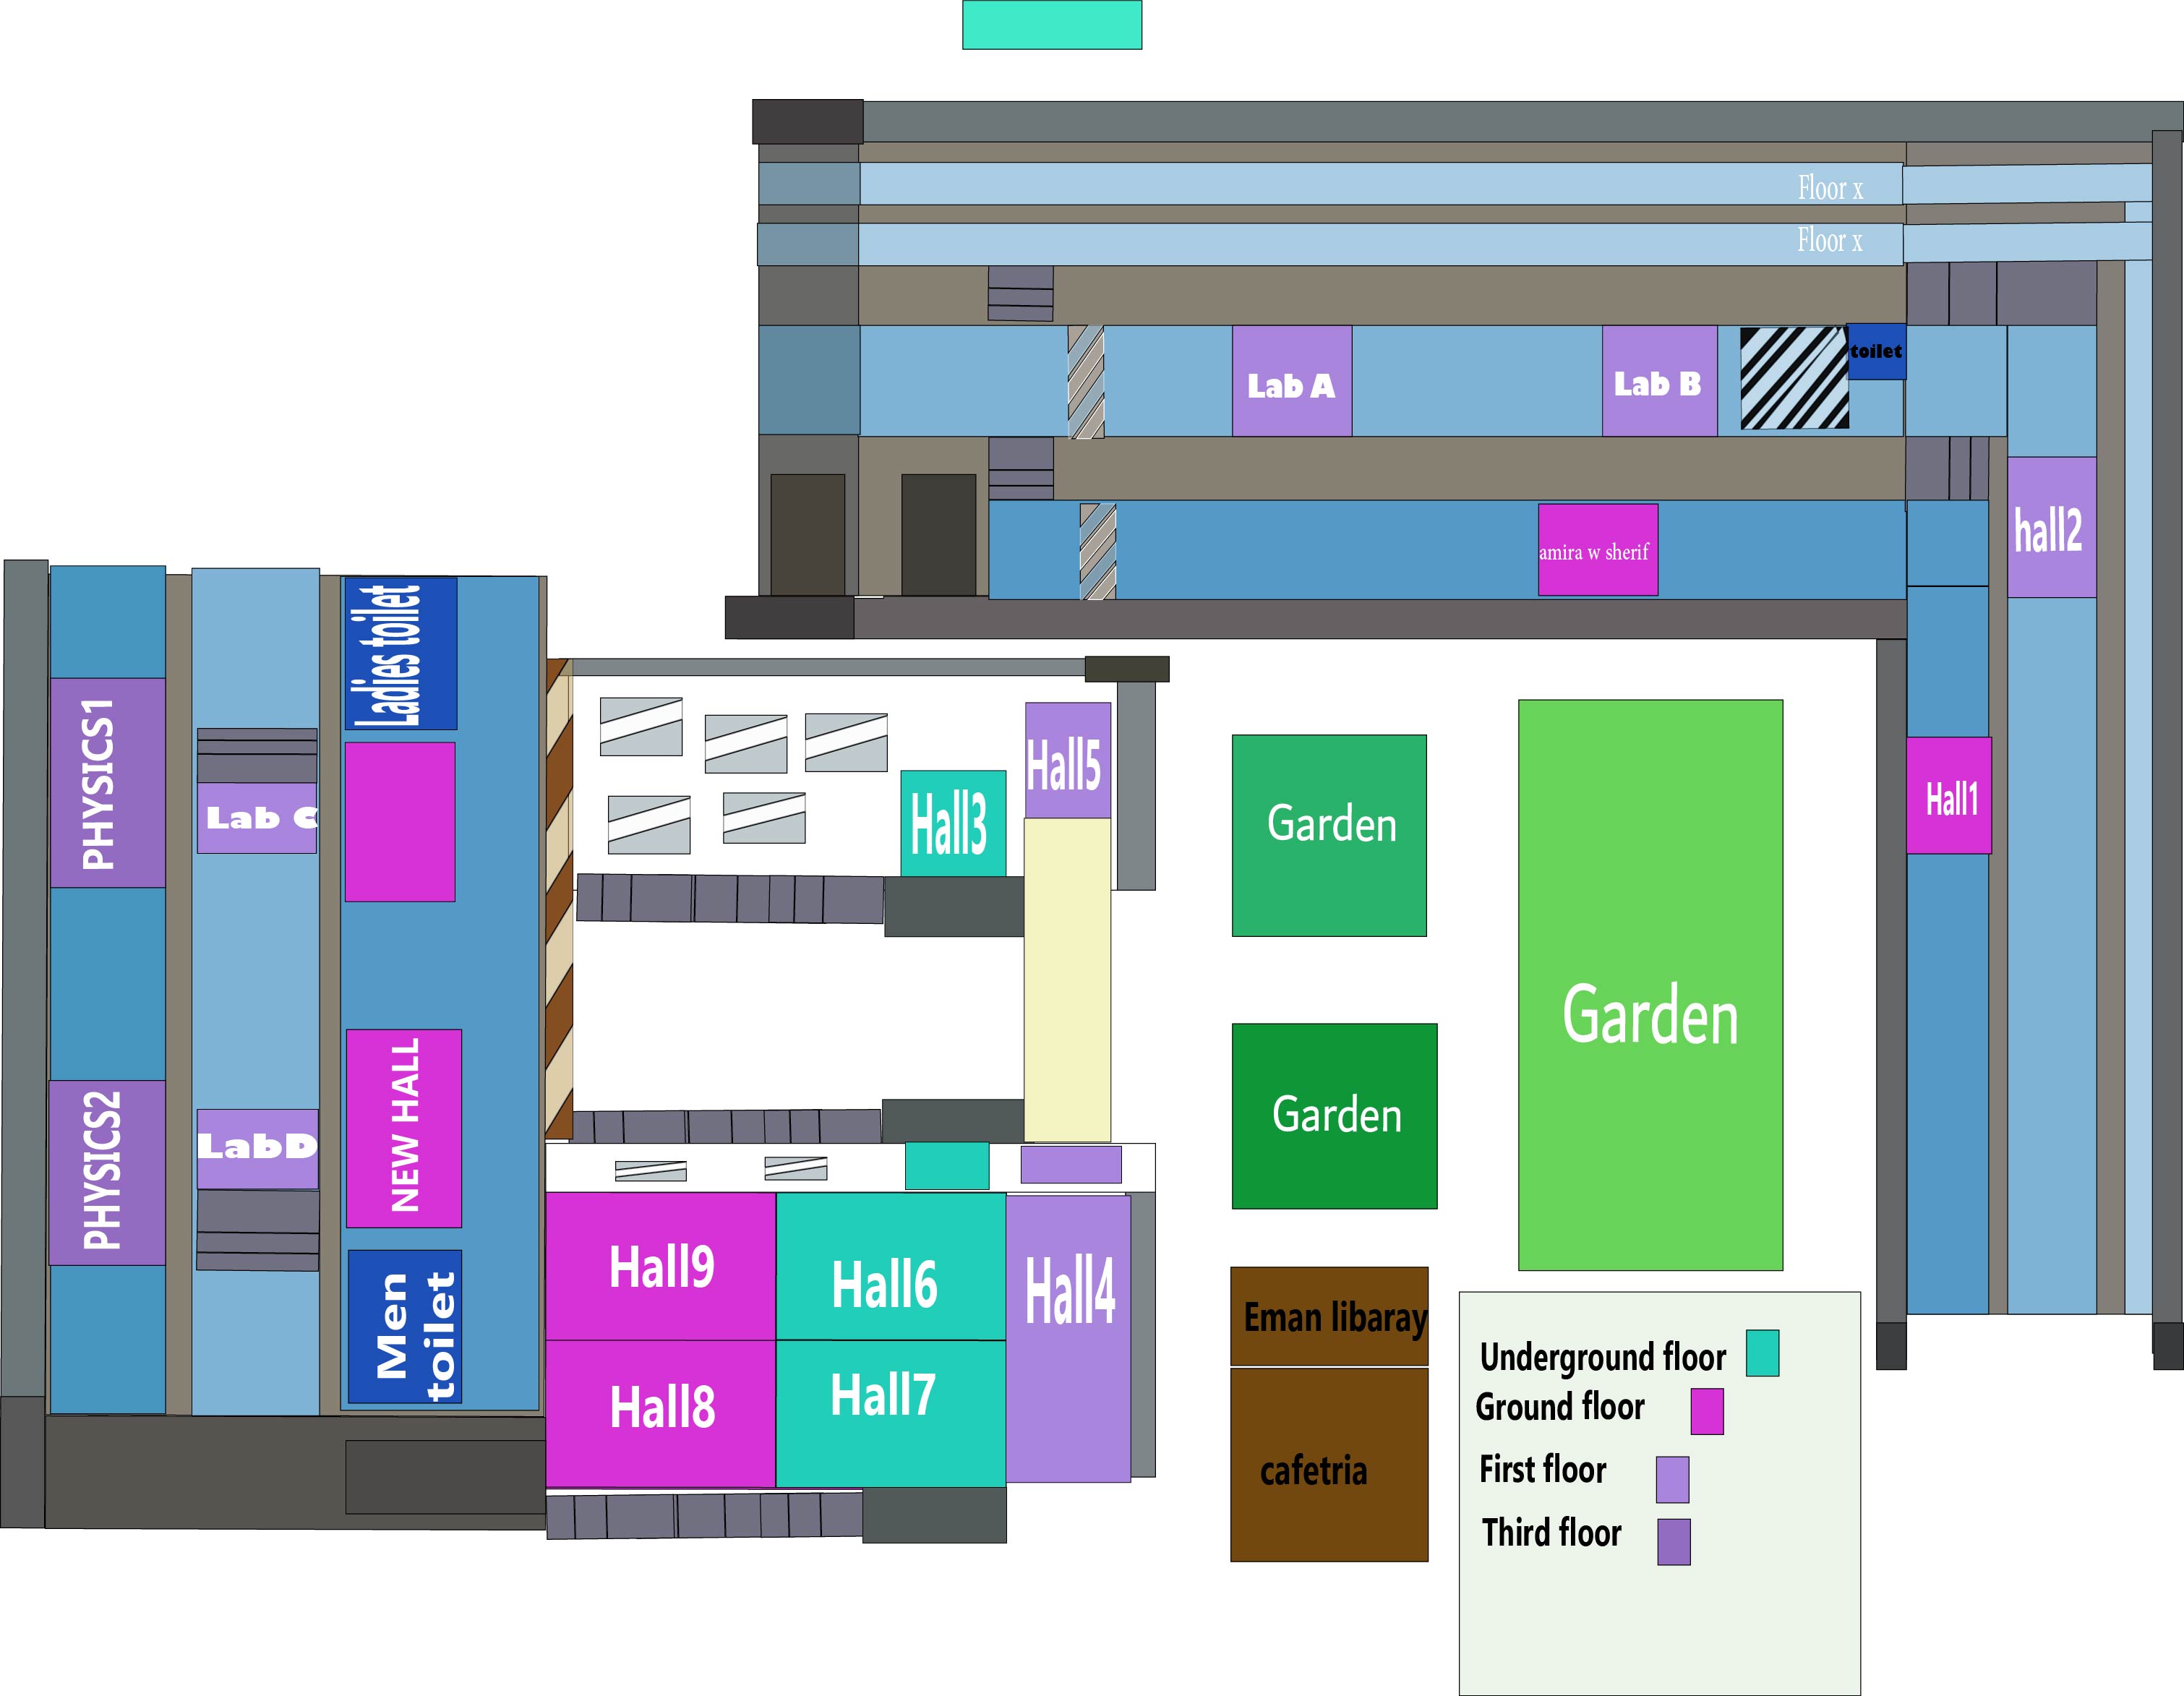 Floor x
Floor x
Lab A
Lab B
toilet
hall2
amira w sherif
Ladies toillet
PHYSICS1
Lab C
Hall5
Hall3
Garden
Hall1
Garden
NEW HALL
PHYSICS2
LabD
Garden
Hall9
Hall6
Hall4
Men
toilet
Hall8
Hall7
Eman libaray
cafetria
Underground floor
Ground floor
First floor
Third floor